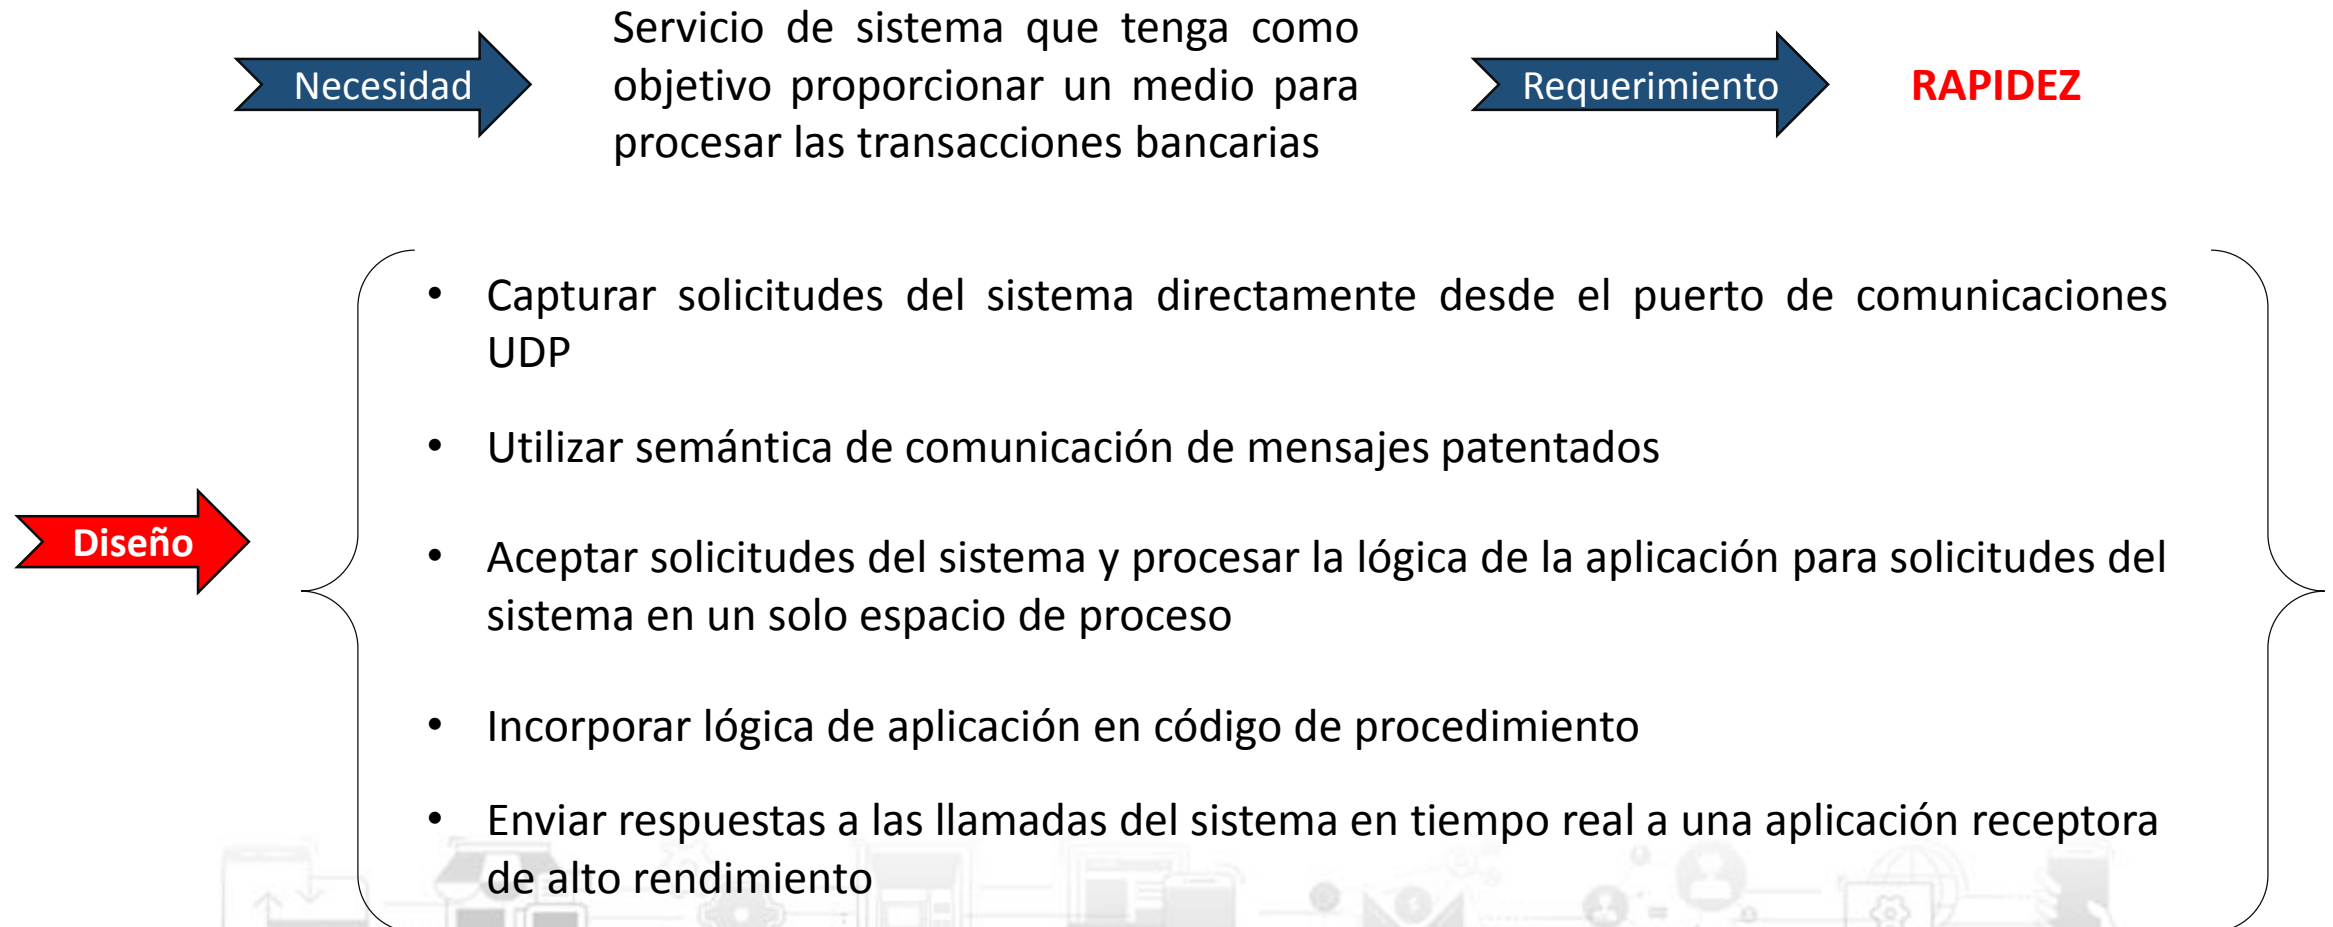 Necesidad
Servicio de sistema que tenga como
objetivo proporcionar un medio para
procesar las transacciones bancarias
Requerimiento
RAPIDEZ
Diseño
• Capturar solicitudes del sistema directamente desde el puerto de comunicaciones
UDP
• Utilizar semántica de comunicación de mensajes patentados
• Aceptar solicitudes del sistema y procesar la lógica de la aplicación para solicitudes del
sistema en un solo espacio de proceso
• Incorporar lógica de aplicación en código de procedimiento
• Enviar respuestas a las llamadas del sistema en tiempo real a una aplicación receptora
de alto rendimiento